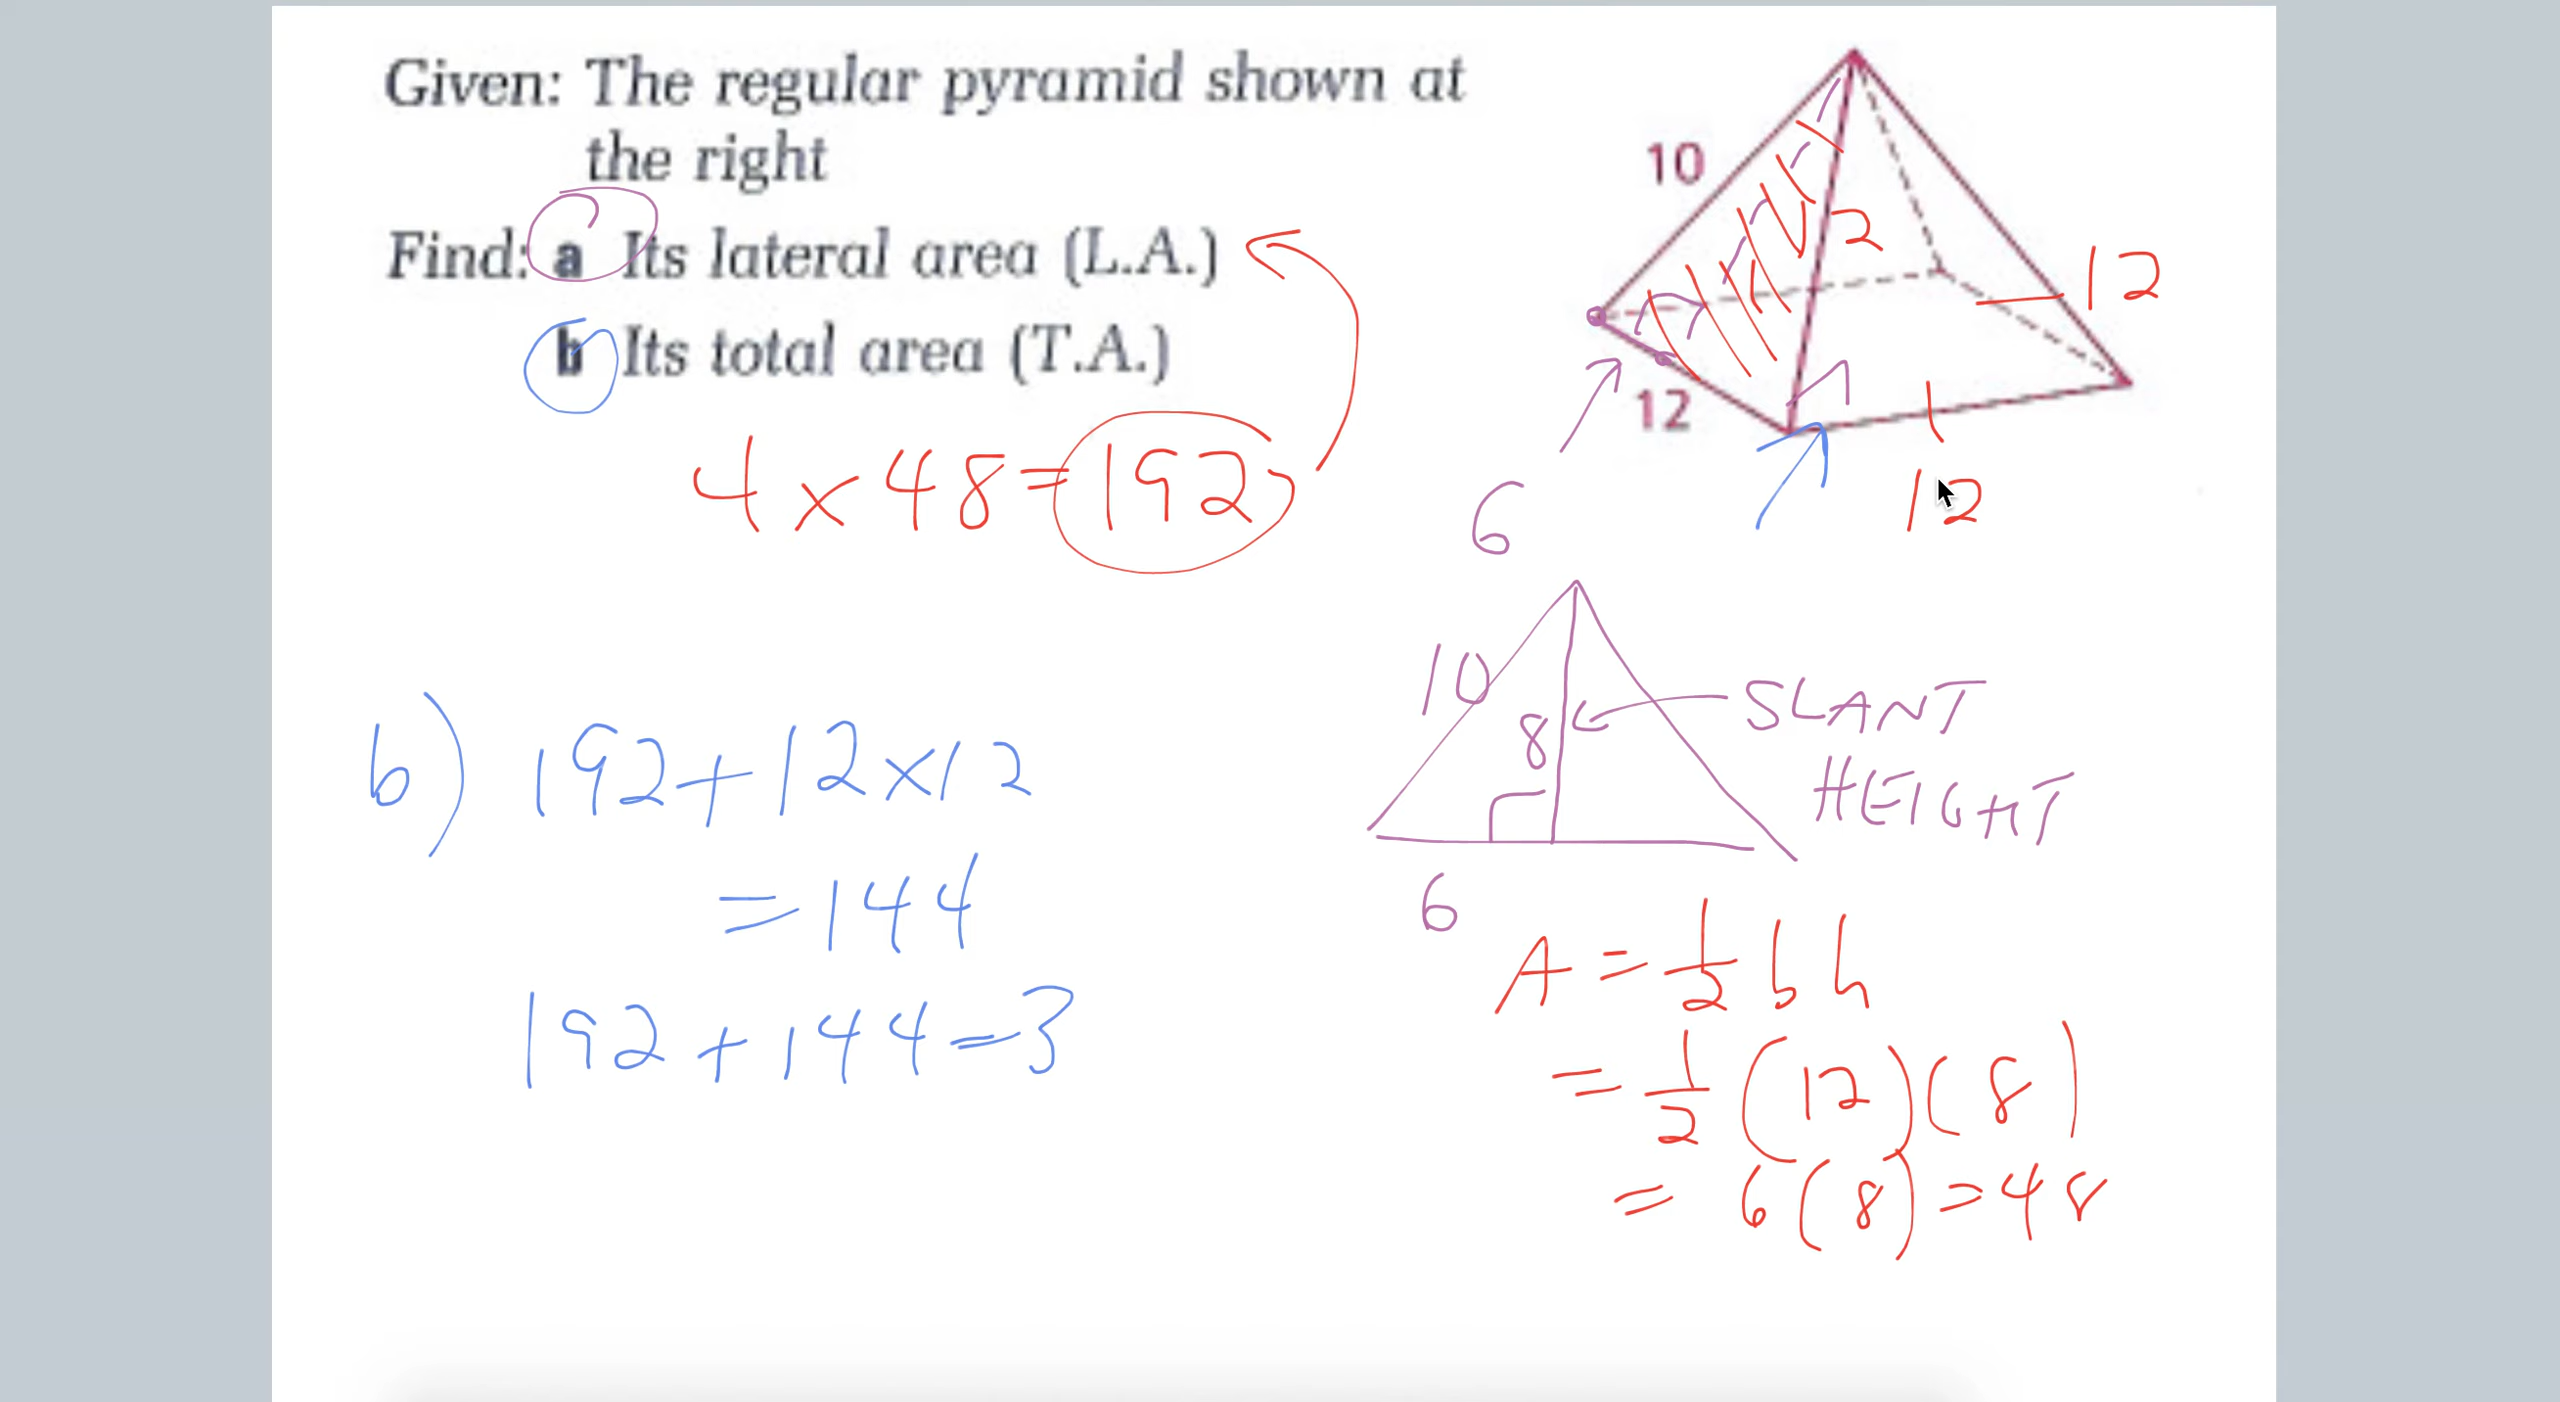 Given: The regular pyramid shown at
the right
Find: a Its lateral area (L.A.)
b Its total area (T.A.)
10
2
12
12
12
4 x 48 = 192
6
10
8
SLANT
HEIGHT
6
b) 192 + 12 x 12
= 144
192 + 144 = 3
A = 1/2 b h
= 1/2 (12)(8)
= 6(8) = 48